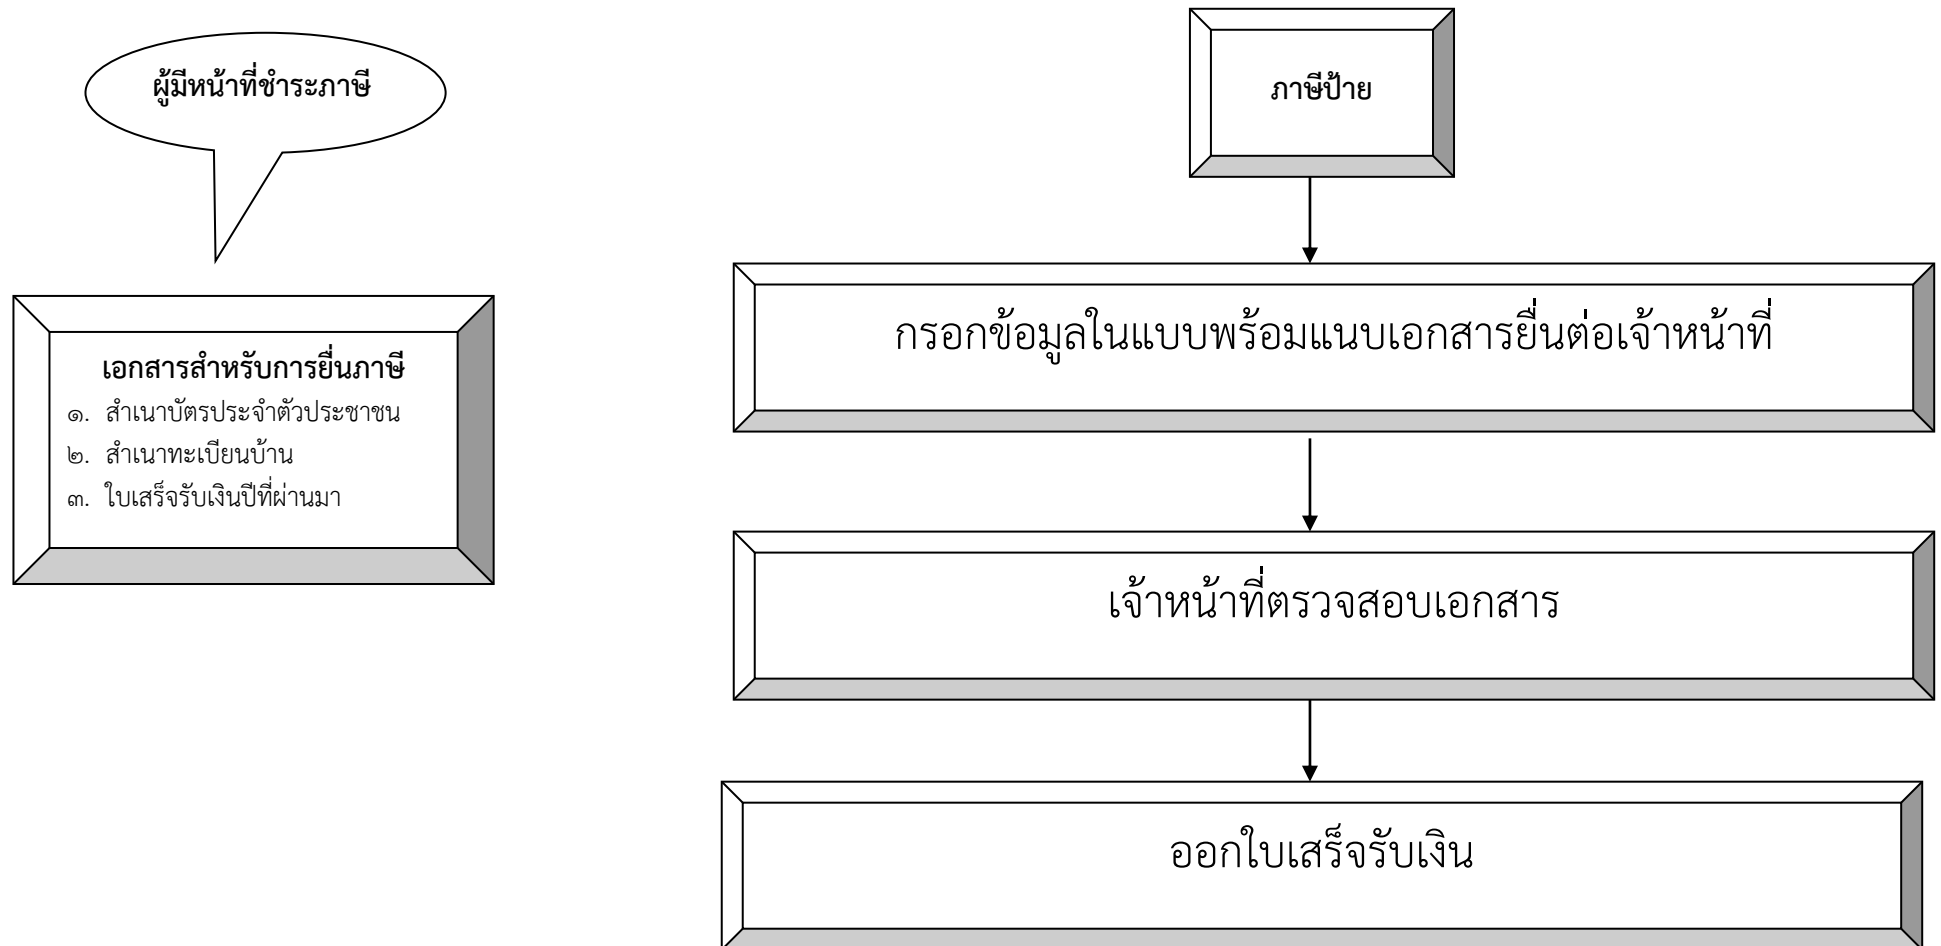 ผู้มีหน้าที่ชำระภาษี
เอกสารสำหรับการยื่นภาษี
๑. สำเนาบัตรประจำตัวประชาชน
๒. สำเนาทะเบียนบ้าน
๓. ใบเสร็จรับเงินปีที่ผ่านมา
ภาษีป้าย
กรอกข้อมูลในแบบพร้อมแนบเอกสารยื่นต่อเจ้าหน้าที่
เจ้าหน้าที่ตรวจสอบเอกสาร
ออกใบเสร็จรับเงิน